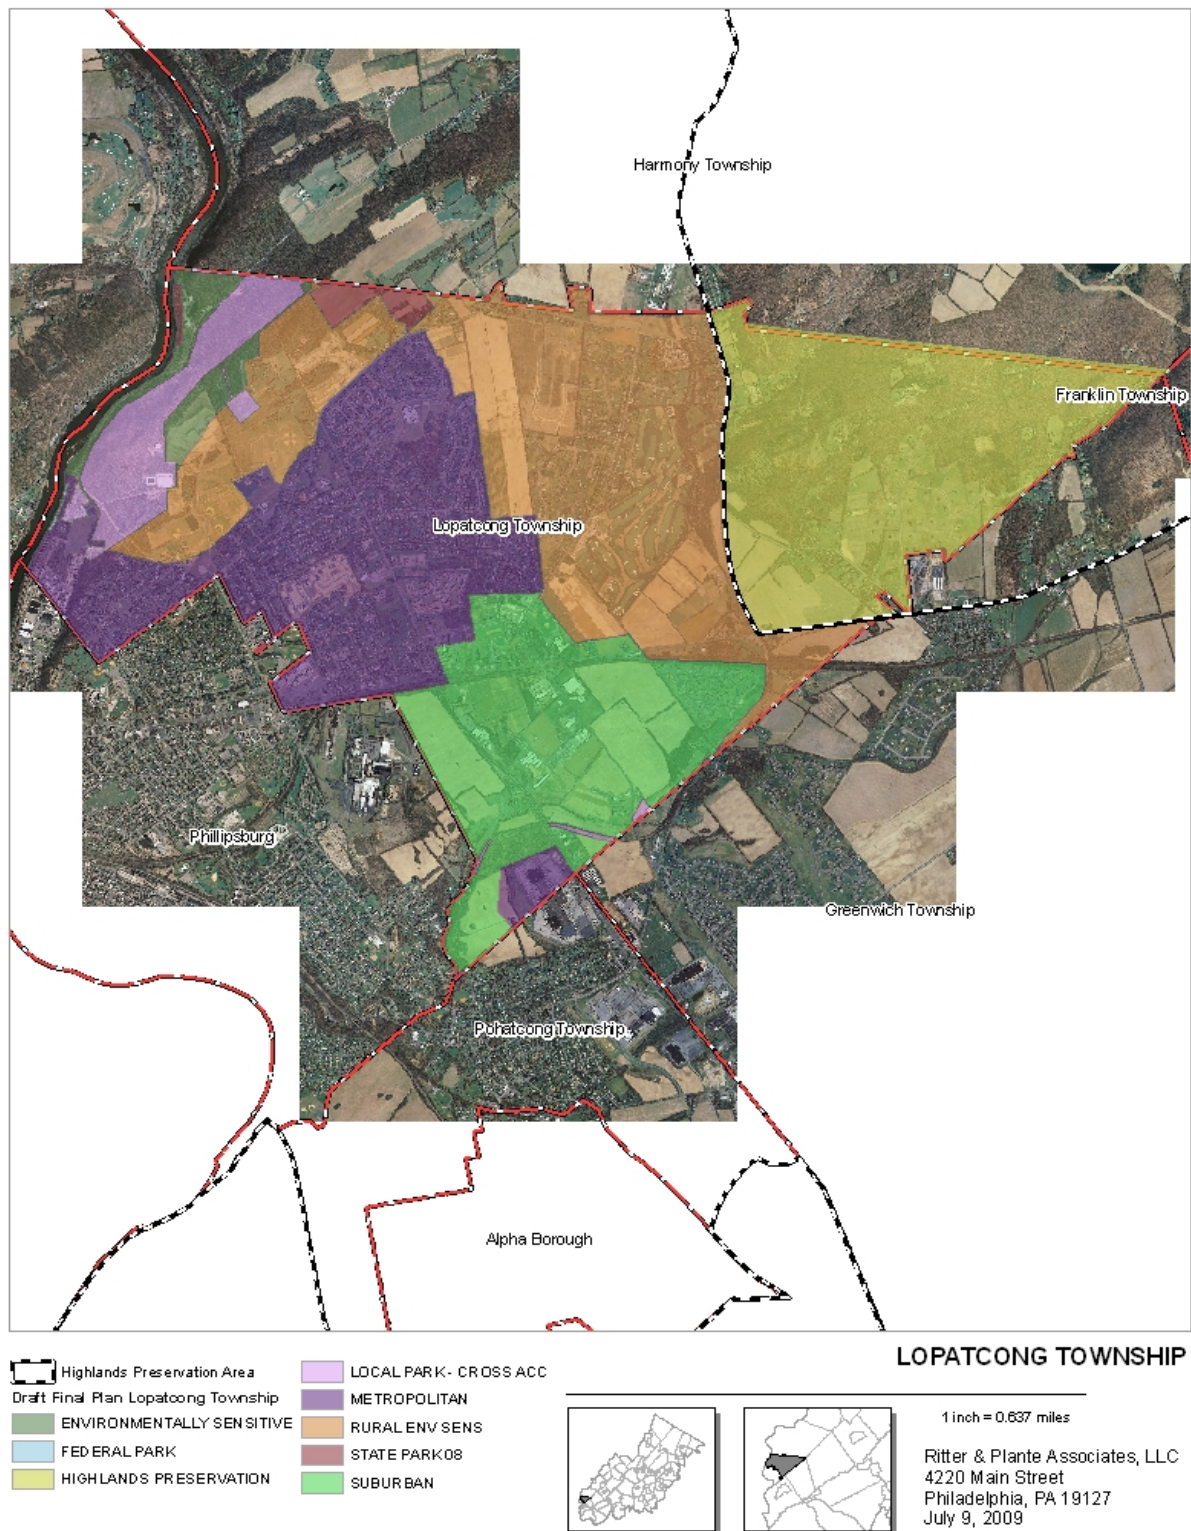 Harmony Township
Franklin Township
Lopatcong Township
Phillipsburg
Greenwich Township
Pohatcong Township
Alpha Borough
LOPATCONG TOWNSHIP
Highlands Preservation Area
Draft Final Plan Lopatcong Township
ENVIRONMENTALLY SENSITIVE
FEDERAL PARK
HIGHLANDS PRESERVATION
LOCAL PARK - CROSS ACC
METROPOLITAN
RURAL ENV SENS
STATE PARK 08
SUBURBAN
1 inch = 0.637 miles
Ritter & Plante Associates, LLC
4220 Main Street
Philadelphia, PA 19127
July 9, 2009